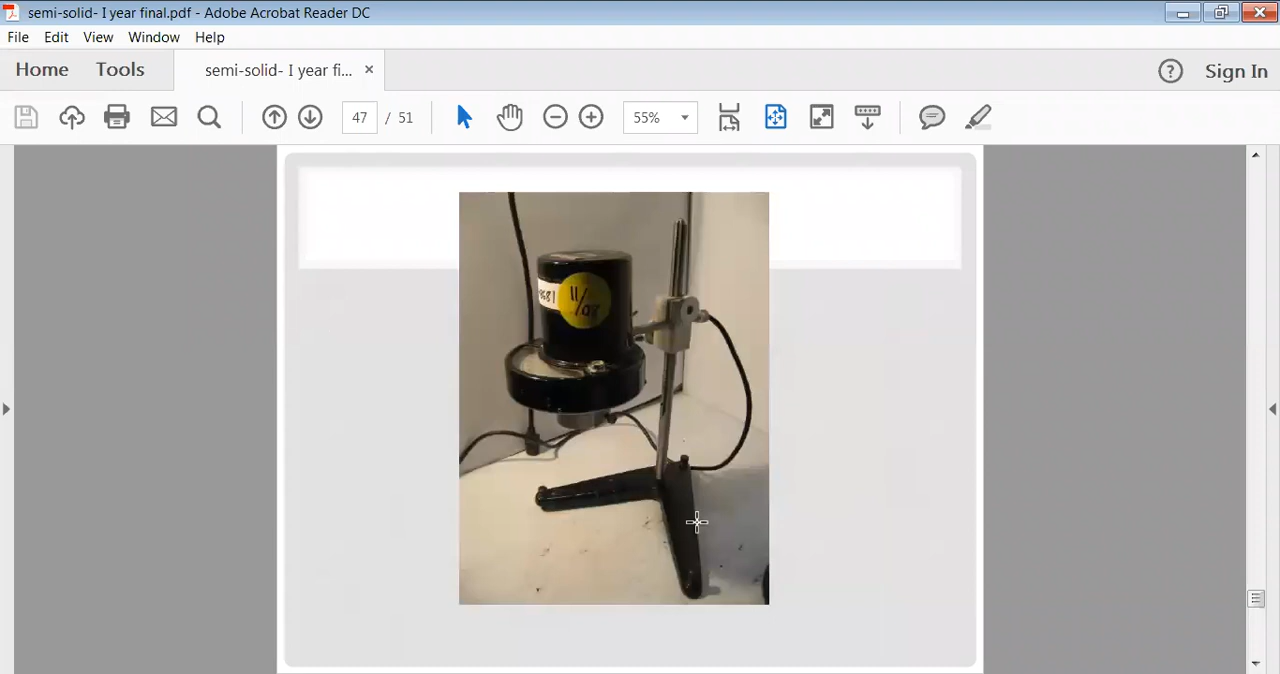 semi-solid- I year final.pdf - Adobe Acrobat Reader DC
File Edit View Window Help
Home Tools semi-solid- I year fi... × ? Sign In
47 / 51 55%
11/08